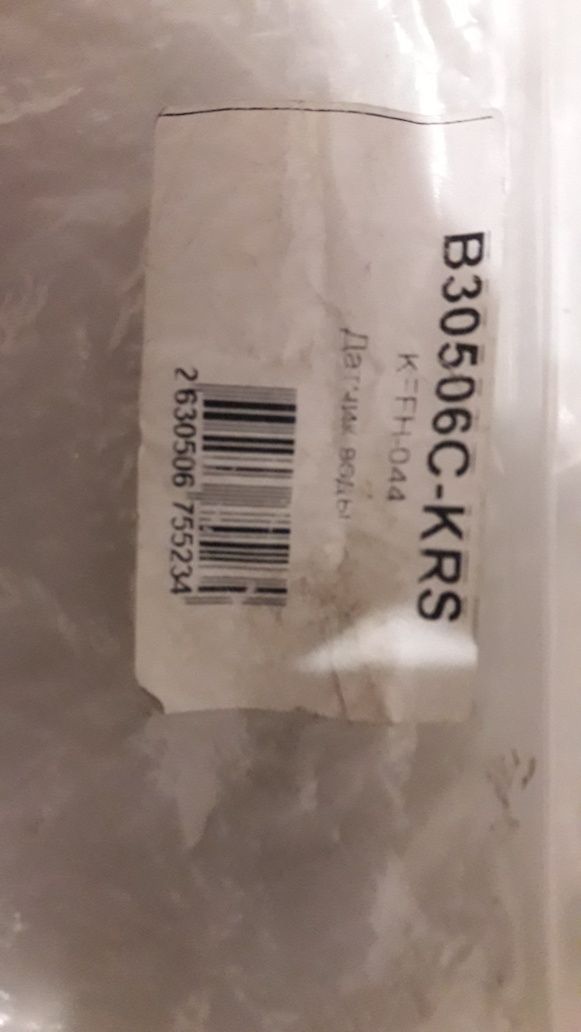 B30506C-KRS
K=FH-044
Датчик воды
2 630506 755234